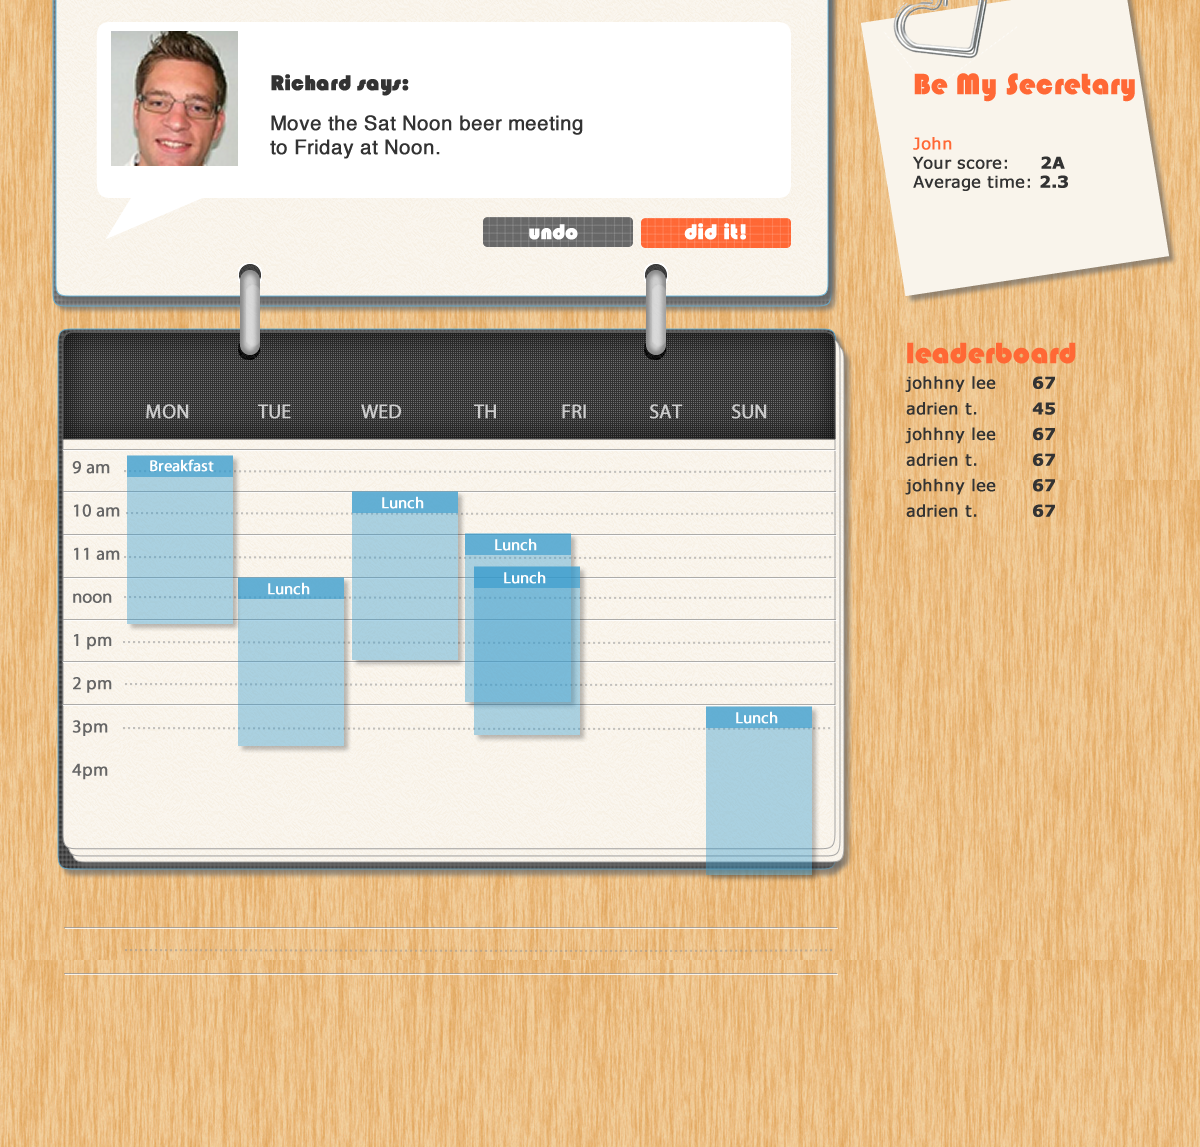 Richard says:
Move the Sat Noon beer meeting
to Friday at Noon.
undo
did it!
Be My Secretary
John
Your score: 2A
Average time: 2.3
leaderboard
johhny lee 67
adrien t. 45
johhny lee 67
adrien t. 67
johhny lee 67
adrien t. 67
MON TUE WED TH FRI SAT SUN
9 am
Breakfast
10 am
Lunch
11 am
Lunch
Lunch
noon
Lunch
1 pm
2 pm
3pm
Lunch
4pm